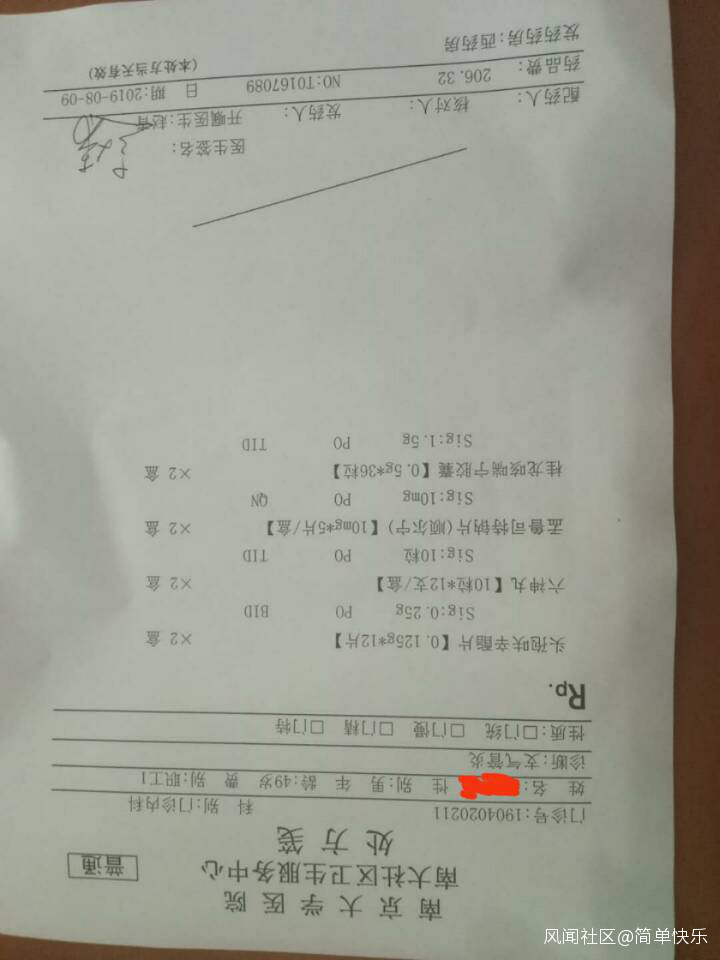 南京大学医院
南大社区卫生服务中心
普通
处方笺
门诊号:1904020211 科别:门诊内科
姓名: 性别:男 年龄:49岁 费别:职工1
诊断:支气管炎
性质:□门统 □门慢 □门精 □门特
Rp.
头孢呋辛酯片【0.125g*12片】 ×2 盒
Sig:0.25g PO BID
六神丸【10粒*12支/盒】 ×2 盒
Sig:10粒 PO TID
孟鲁司特钠片(顺尔宁)【10mg*5片/盒】 ×2 盒
Sig:10mg PO QN
桂龙咳喘宁胶囊【0.5g*36粒】 ×2 盒
Sig:1.5g PO TID
医生签名:
配药人: 核对人: 发药人: 开嘱医生:赵青
药品费: 206.32 NO:T0167089 日期:2019-08-09
发药药房:西药房 (本处方当天有效)
风闻社区@简单快乐